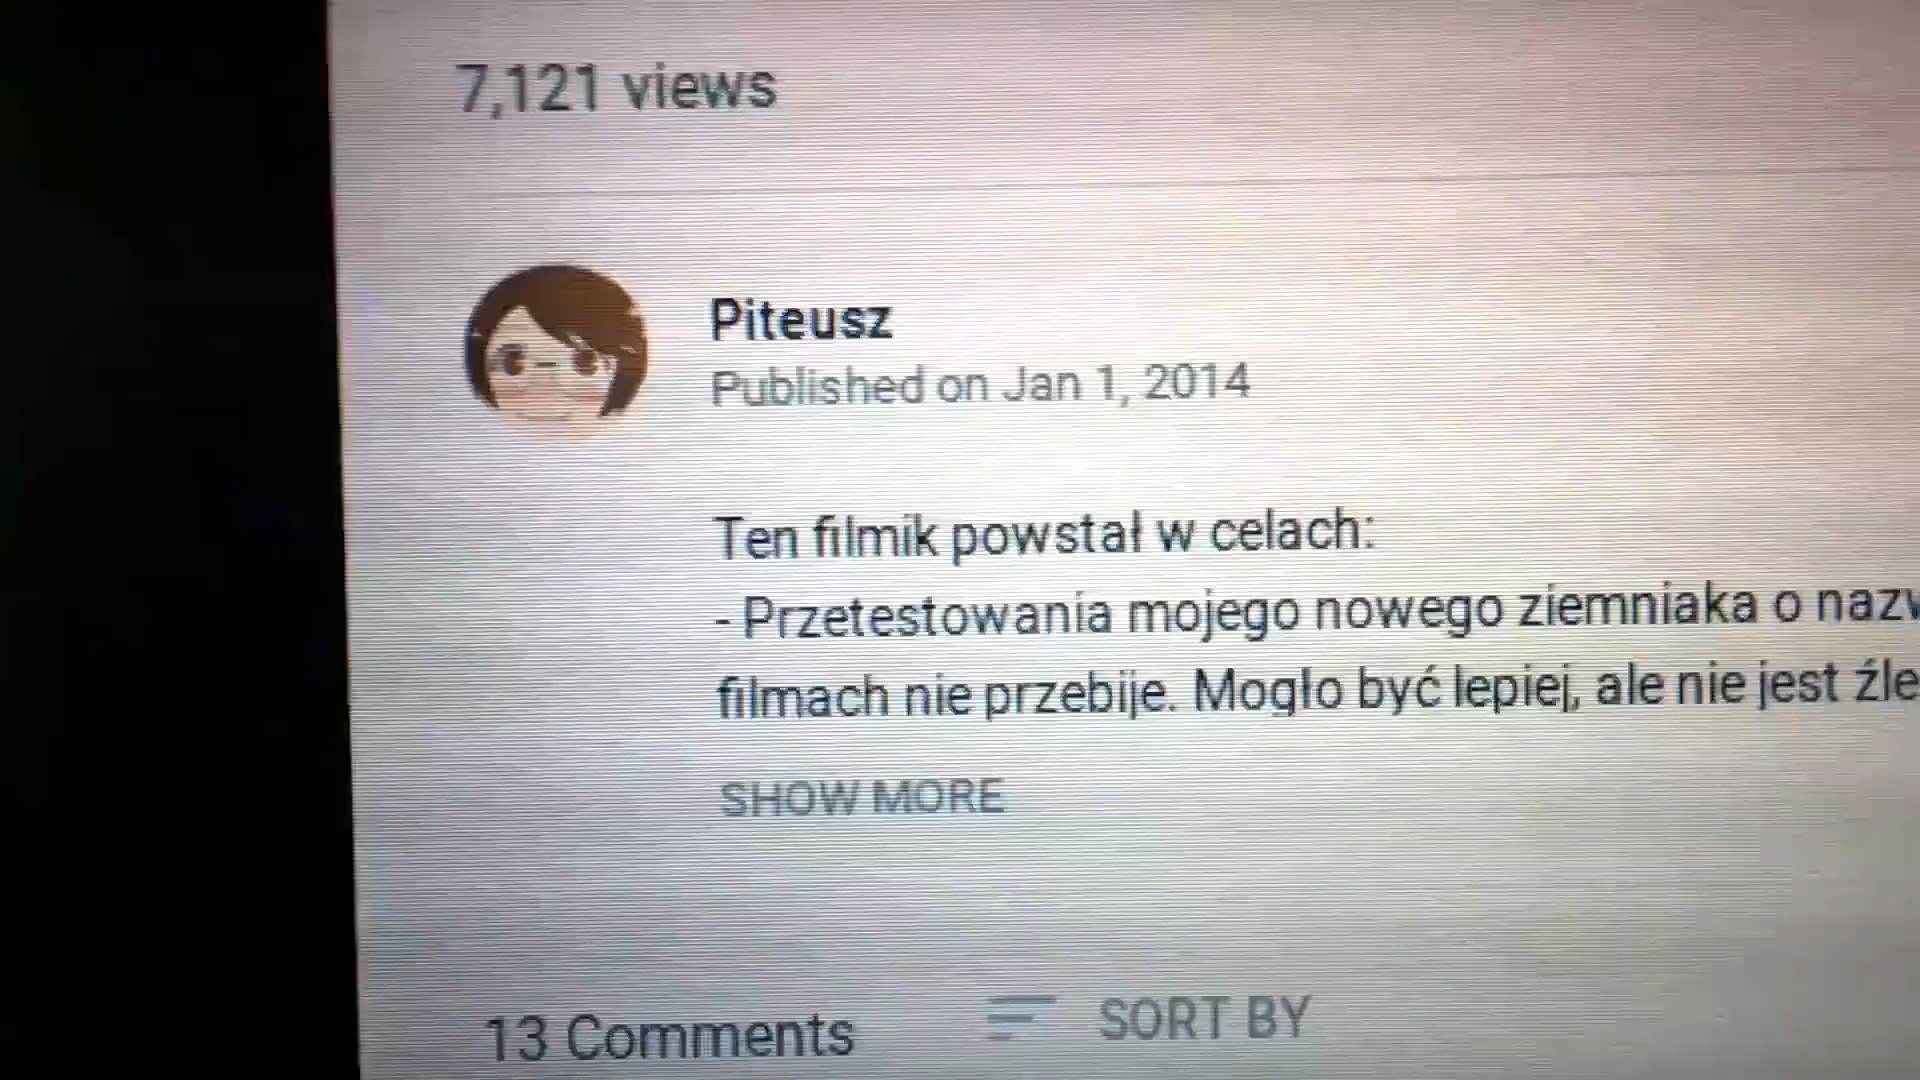 7,121 views
Piteusz
Published on Jan 1, 2014
Ten filmik powstał w celach:
- Przetestowania mojego nowego ziemniaka o
filmach nie przebije. Mogło być lepiej, ale nie jest źle
SHOW MORE
13 Comments
SORT BY